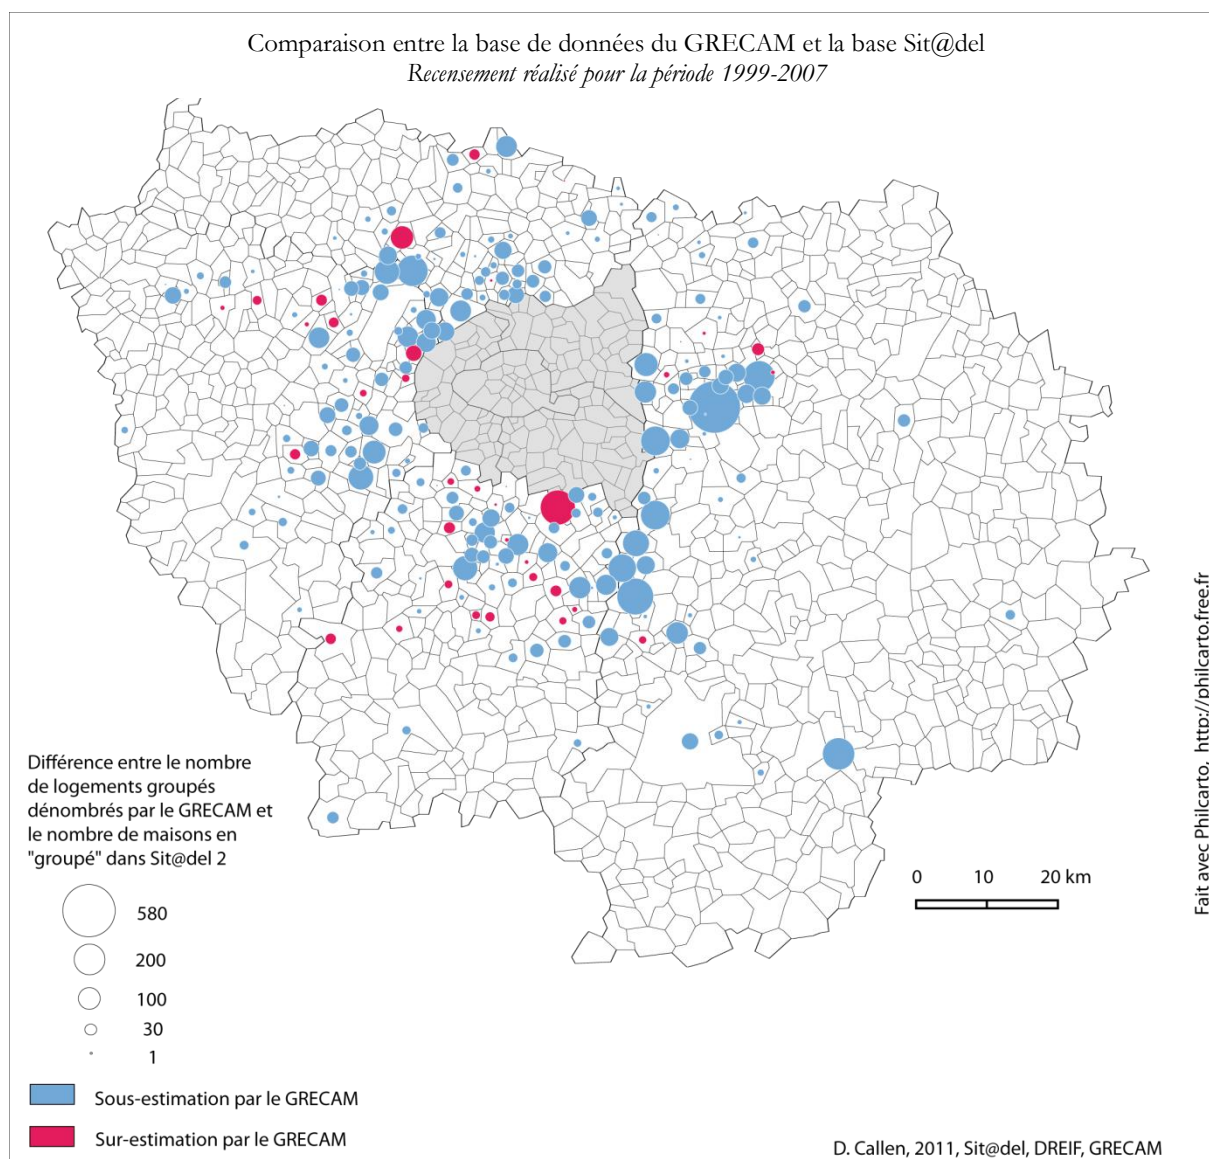 Comparaison entre la base de données du GRECAM et la base Sit@del
Recensement réalisé pour la période 1999-2007
Différence entre le nombre
de logements groupés
dénombrés par le GRECAM et
le nombre de maisons en
"groupé" dans Sit@del 2
580
200
100
30
1
Sous-estimation par le GRECAM
Sur-estimation par le GRECAM
0 10 20 km
Fait avec Philcarto. http://philcarto.free.fr
D. Callen, 2011, Sit@del, DREIF, GRECAM